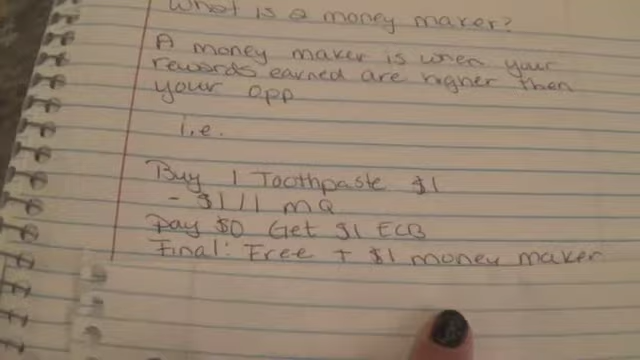 What is a money maker?
A money maker is when your
rewards earned are higher then
your opp
i.e.
Buy 1 Toothpaste $1
- $1/1 MQ
Pay $0 Get $1 ECB
Final: Free + $1 money maker